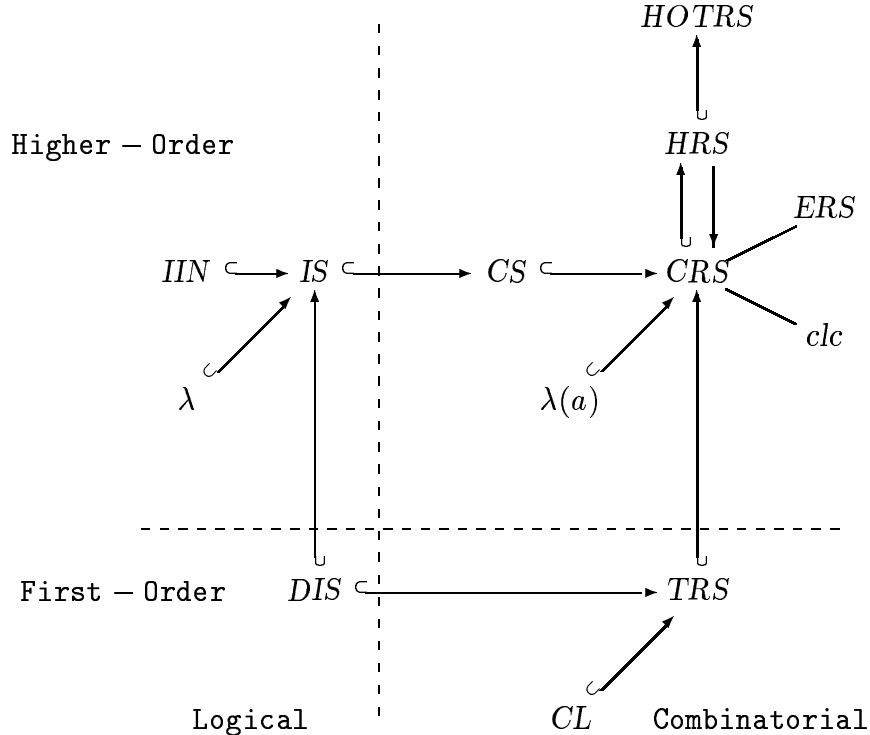 HOTRS
Higher – Order HRS
ERS
IIN IS CS CRS
clc
λ λ(a)
First – Order DIS TRS
Logical CL Combinatorial